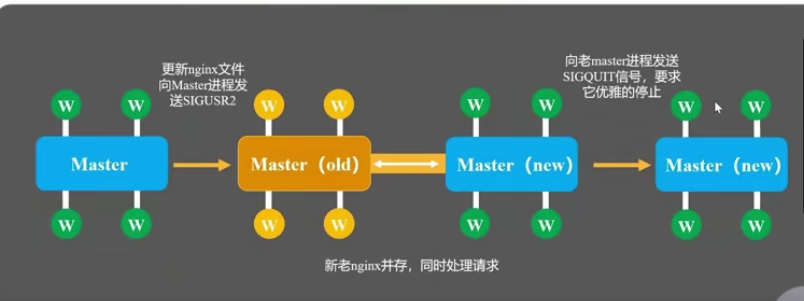 更新nginx文件
向Master进程发
送SIGUSR2
向老master进程发送
SIGQUIT信号，要求
它优雅的停止
W W W W W W W W
Master Master（old） Master（new） Master（new）
W W W W W W W W
新老nginx并存，同时处理请求